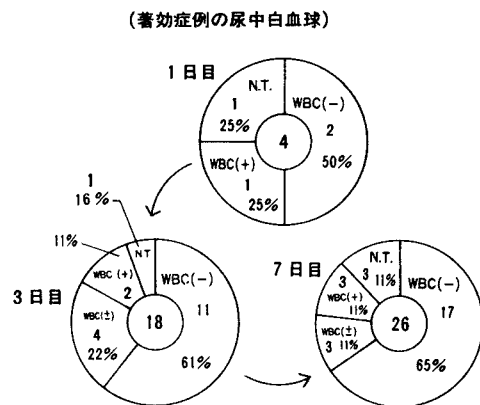 (著効症例の尿中白血球)
1日目
N.T.
1
25%
WBC(−)
2
50%
WBC(+)
1
25%
4
3日目
1
16%
N.T
11%
WBC(+)
2
WBC(±)
4
22%
WBC(−)
11
61%
18
7日目
N.T.
3 11%
3
WBC(+)
11%
WBC(±)
3 11%
WBC(−)
17
65%
26